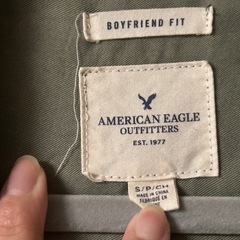 BOYFRIEND FIT
AMERICAN EAGLE
OUTFITTERS
EST. 1977
S/P/CH
MADE IN CHINA
FABRIQUÉ EN